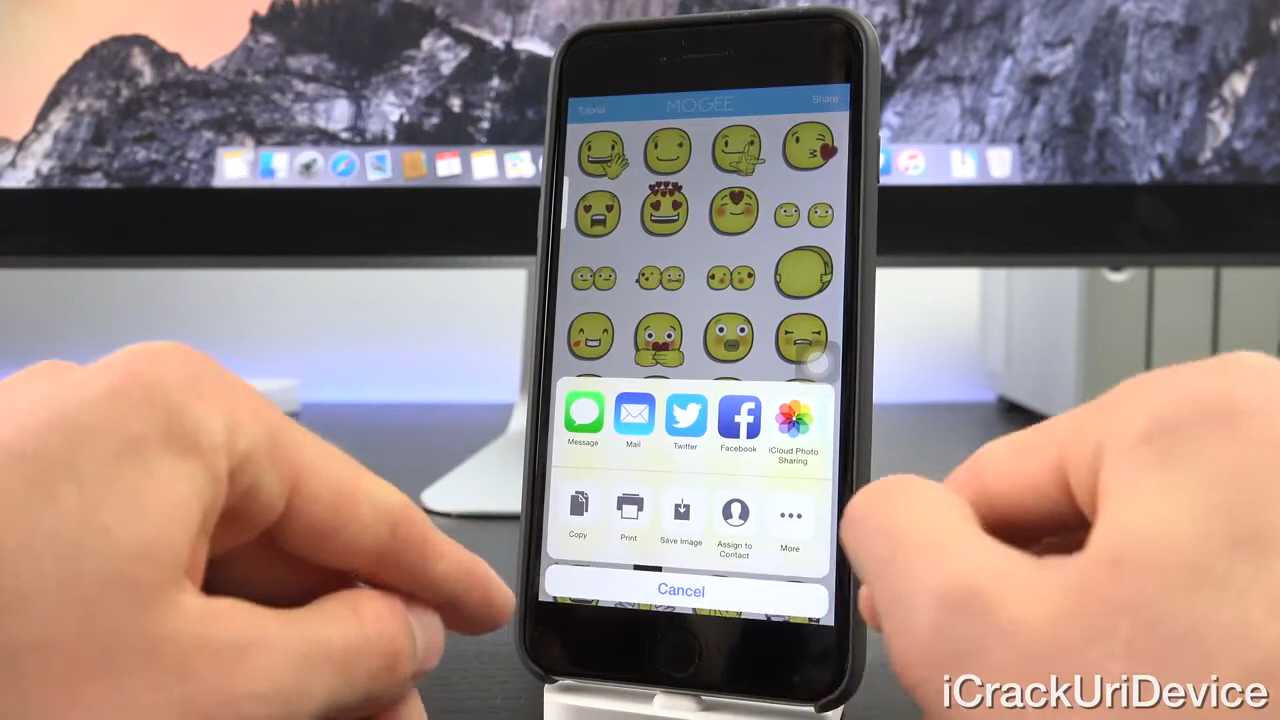 Tutorial
MOGEE
Share
Message
Mail
Twitter
Facebook
iCloud Photo
Sharing
Copy
Print
Save Image
Assign to
Contact
More
Cancel
iCrackUriDevice